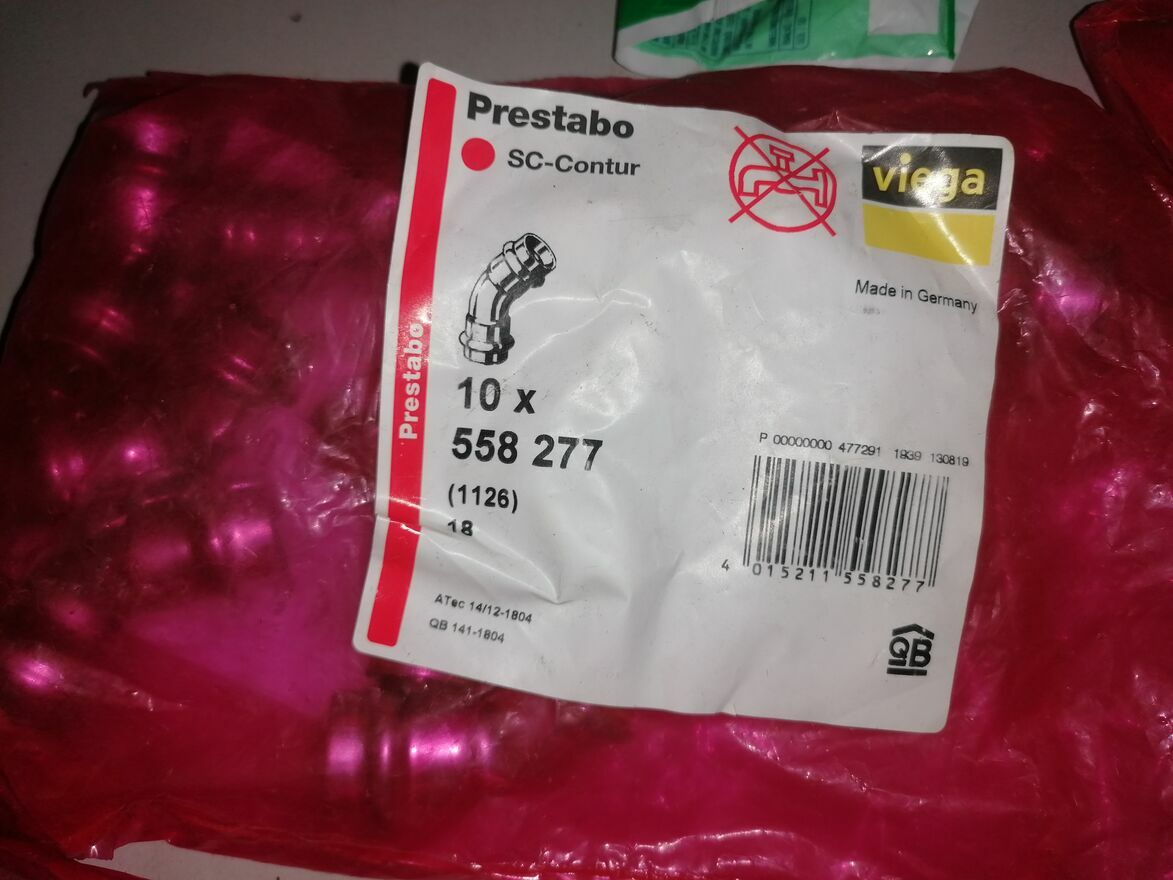 Prestabo
SC-Contur
viega
Made in Germany
Prestabo
10 x
558 277
(1126)
18
P 00000000 477291 1939 130819
4 015211 558277
ATec 14/12-1804
QB 141-1804
QB